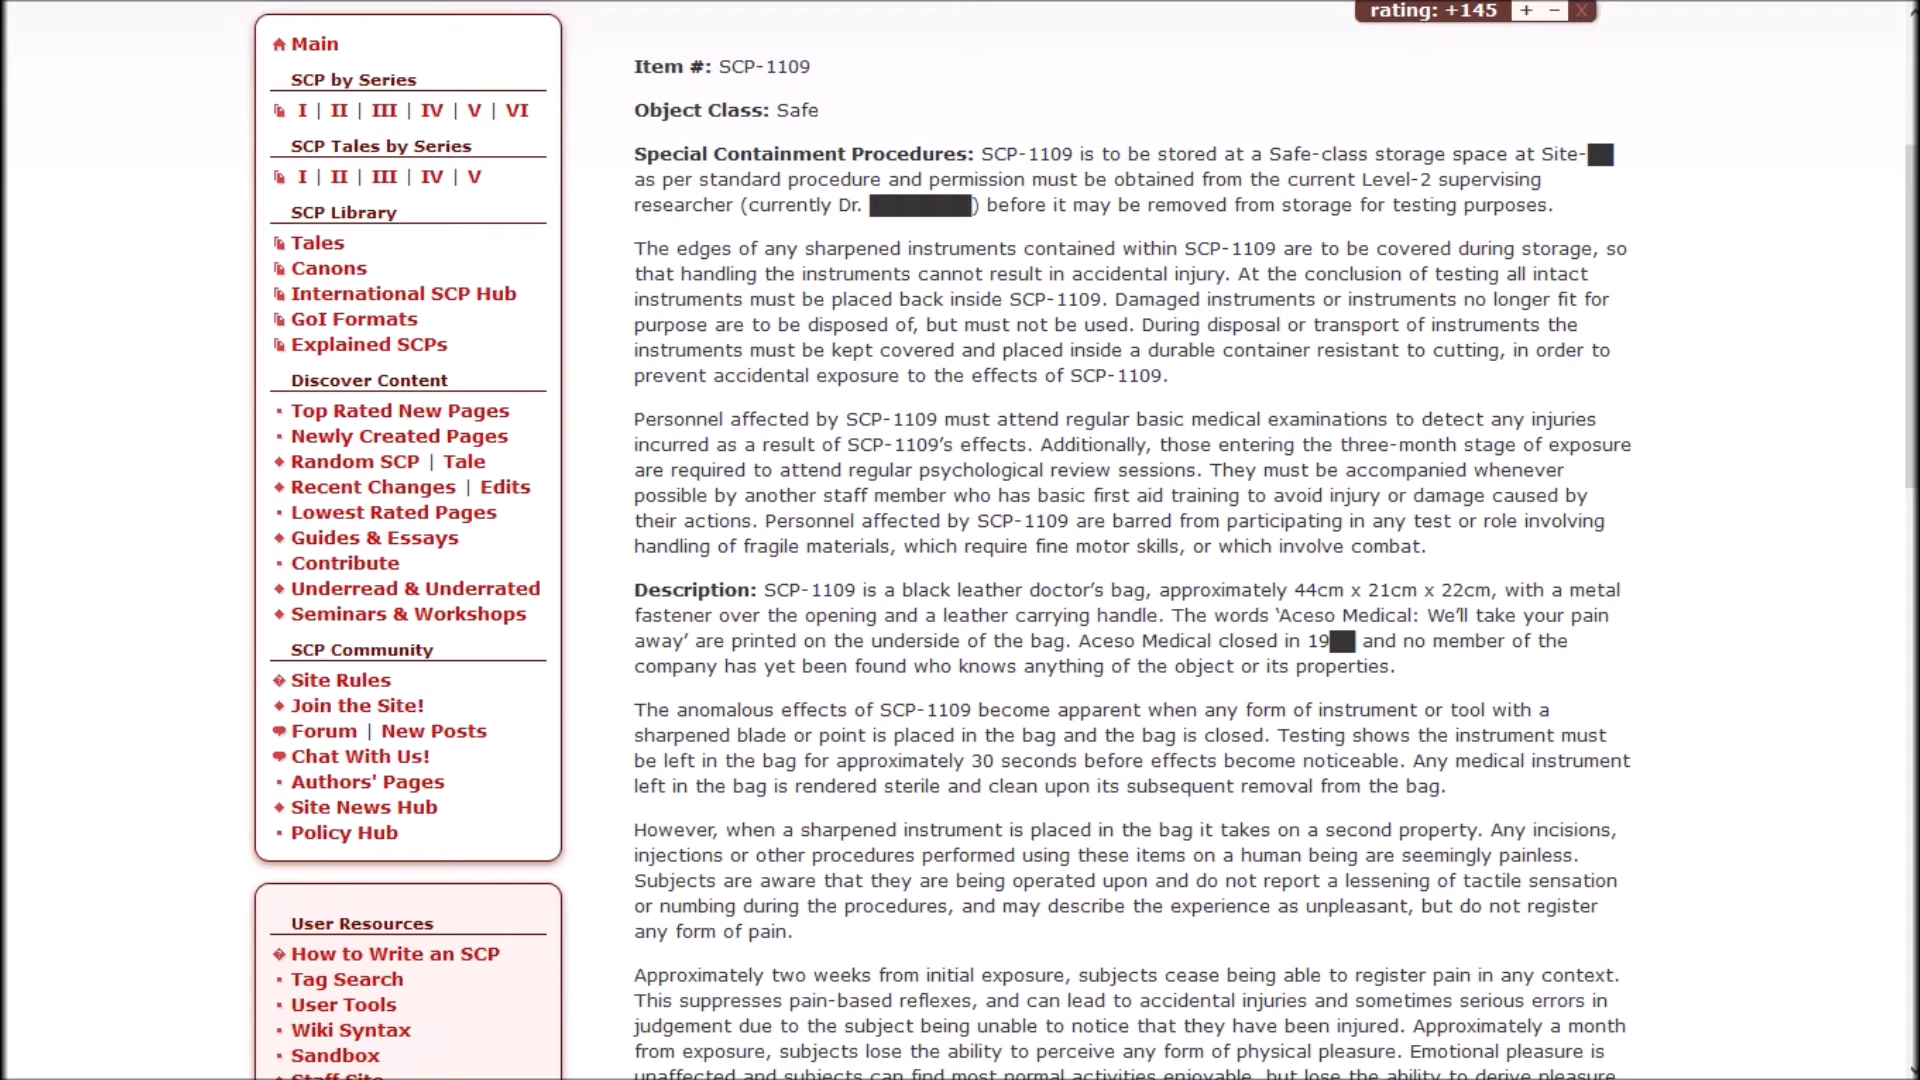 Main
SCP by Series
I | II | III | IV | V | VI
SCP Tales by Series
I | II | III | IV | V
SCP Library
Tales
Canons
International SCP Hub
GoI Formats
Explained SCPs
Discover Content
Top Rated New Pages
Newly Created Pages
Random SCP | Tale
Recent Changes | Edits
Lowest Rated Pages
Guides & Essays
Contribute
Underread & Underrated
Seminars & Workshops
SCP Community
Site Rules
Join the Site!
Forum | New Posts
Chat With Us!
Authors' Pages
Site News Hub
Policy Hub
User Resources
How to Write an SCP
Tag Search
User Tools
Wiki Syntax
Sandbox
Staff Site
rating: +145 + − X
Item #: SCP-1109
Object Class: Safe
Special Containment Procedures: SCP-1109 is to be stored at a Safe-class storage space at Site-██
as per standard procedure and permission must be obtained from the current Level-2 supervising
researcher (currently Dr. ████████) before it may be removed from storage for testing purposes.
The edges of any sharpened instruments contained within SCP-1109 are to be covered during storage, so
that handling the instruments cannot result in accidental injury. At the conclusion of testing all intact
instruments must be placed back inside SCP-1109. Damaged instruments or instruments no longer fit for
purpose are to be disposed of, but must not be used. During disposal or transport of instruments the
instruments must be kept covered and placed inside a durable container resistant to cutting, in order to
prevent accidental exposure to the effects of SCP-1109.
Personnel affected by SCP-1109 must attend regular basic medical examinations to detect any injuries
incurred as a result of SCP-1109’s effects. Additionally, those entering the three-month stage of exposure
are required to attend regular psychological review sessions. They must be accompanied whenever
possible by another staff member who has basic first aid training to avoid injury or damage caused by
their actions. Personnel affected by SCP-1109 are barred from participating in any test or role involving
handling of fragile materials, which require fine motor skills, or which involve combat.
Description: SCP-1109 is a black leather doctor’s bag, approximately 44cm x 21cm x 22cm, with a metal
fastener over the opening and a leather carrying handle. The words ‘Aceso Medical: We’ll take your pain
away’ are printed on the underside of the bag. Aceso Medical closed in 19██ and no member of the
company has yet been found who knows anything of the object or its properties.
The anomalous effects of SCP-1109 become apparent when any form of instrument or tool with a
sharpened blade or point is placed in the bag and the bag is closed. Testing shows the instrument must
be left in the bag for approximately 30 seconds before effects become noticeable. Any medical instrument
left in the bag is rendered sterile and clean upon its subsequent removal from the bag.
However, when a sharpened instrument is placed in the bag it takes on a second property. Any incisions,
injections or other procedures performed using these items on a human being are seemingly painless.
Subjects are aware that they are being operated upon and do not report a lessening of tactile sensation
or numbing during the procedures, and may describe the experience as unpleasant, but do not register
any form of pain.
Approximately two weeks from initial exposure, subjects cease being able to register pain in any context.
This suppresses pain-based reflexes, and can lead to accidental injuries and sometimes serious errors in
judgement due to the subject being unable to notice that they have been injured. Approximately a month
from exposure, subjects lose the ability to perceive any form of physical pleasure. Emotional pleasure is
unaffected and subjects can find most normal activities enjoyable, but lose the ability to derive pleasure